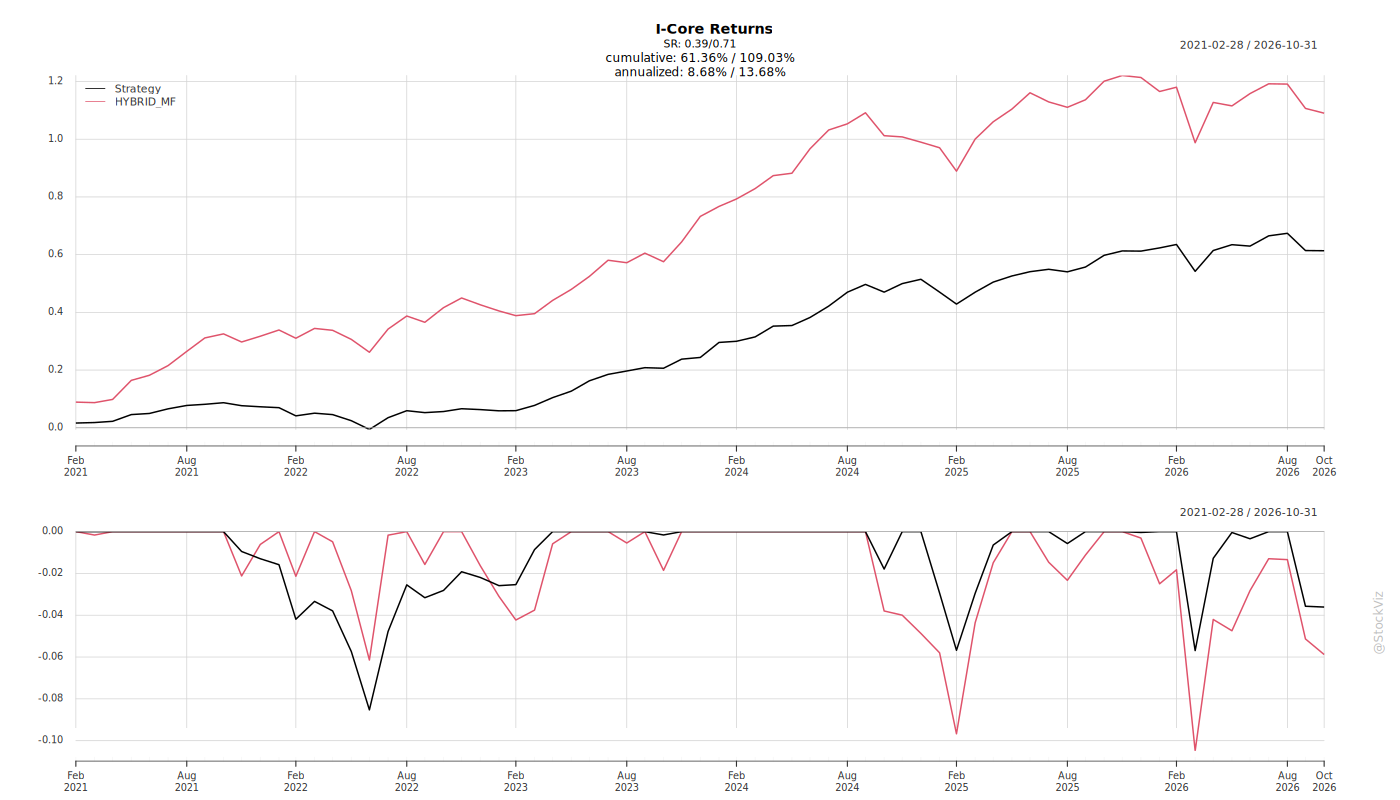 I-Core Returns
SR: 0.39/0.71
cumulative: 61.36% / 109.03%
annualized: 8.68% / 13.68%
2021-02-28 / 2026-10-31
Strategy
HYBRID_MF
1.2
1.0
0.8
0.6
0.4
0.2
0.0
Feb Aug Feb Aug Feb Aug Feb Aug Feb Aug Feb Aug Oct
2021 2021 2022 2022 2023 2023 2024 2024 2025 2025 2026 2026 2026
2021-02-28 / 2026-10-31
0.00
-0.02
-0.04
-0.06
-0.08
-0.10
Feb Aug Feb Aug Feb Aug Feb Aug Feb Aug Feb Aug Oct
2021 2021 2022 2022 2023 2023 2024 2024 2025 2025 2026 2026 2026
@StockViz